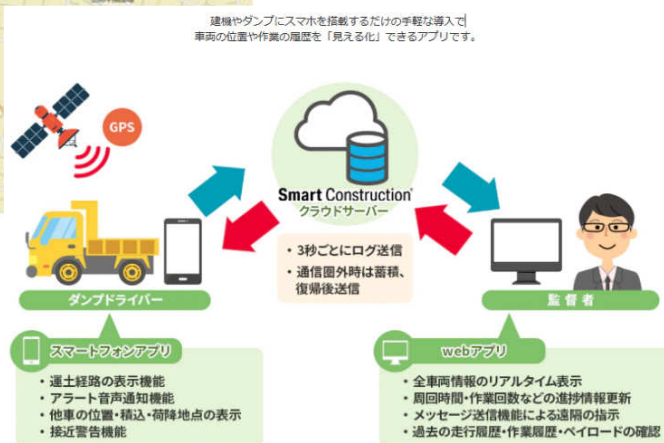 建機やダンプにスマホを搭載するだけの手軽な導入で
車両の位置や作業の履歴を「見える化」できるアプリです。
GPS
Smart Construction
クラウドサーバー
・3秒ごとにログ送信
・通信圏外時は蓄積、
復帰後送信
ダンプドライバー
監督者
スマートフォンアプリ
・運土経路の表示機能
・アラート音声通知機能
・他車の位置・積込・荷降地点の表示
・接近警告機能
webアプリ
・全車両情報のリアルタイム表示
・周回時間・作業回数などの進捗情報更新
・メッセージ送信機能による遠隔の指示
・過去の走行履歴・作業履歴・ペイロードの確認